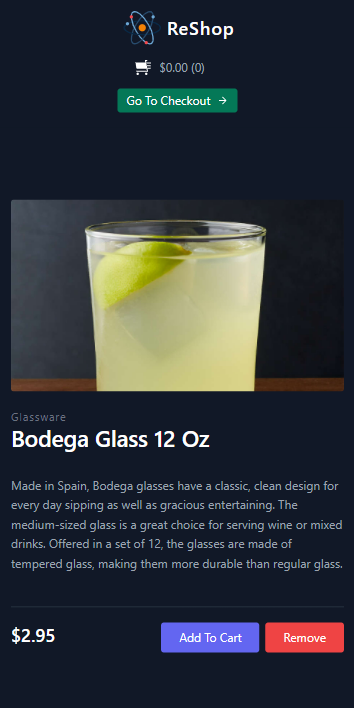 ReShop
$0.00 (0)
Go To Checkout →
Glassware
Bodega Glass 12 Oz
Made in Spain, Bodega glasses have a classic, clean design for
every day sipping as well as gracious entertaining. The
medium-sized glass is a great choice for serving wine or mixed
drinks. Offered in a set of 12, the glasses are made of
tempered glass, making them more durable than regular glass.
$2.95
Add To Cart
Remove